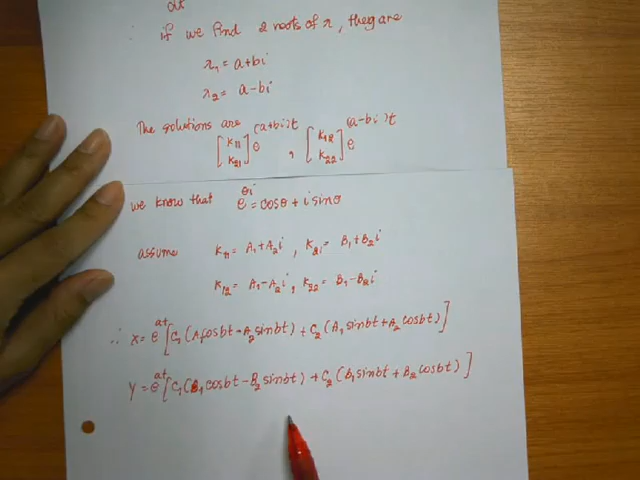 dt
∴ if we find 2 roots of λ, they are
λ₁ = a+bi
λ₂ = a-bi
The solutions are [K₁₁ K₂₁] e^(a+bi)t , [K₁₂ K₂₂] e^(a-bi)t
we know that e^θi = cosθ + i sinθ
assume K₁₁ = A₁+A₂i , K₂₁ = B₁+B₂i
K₁₂ = A₁-A₂i , K₂₂ = B₁-B₂i
∴ X = e^at [C₁(A₁cosbt-A₂sinbt) + C₂(A₁sinbt+A₂cosbt)]
Y = e^at [C₁(B₁cosbt-B₂sinbt) + C₂(B₁sinbt+B₂cosbt)]